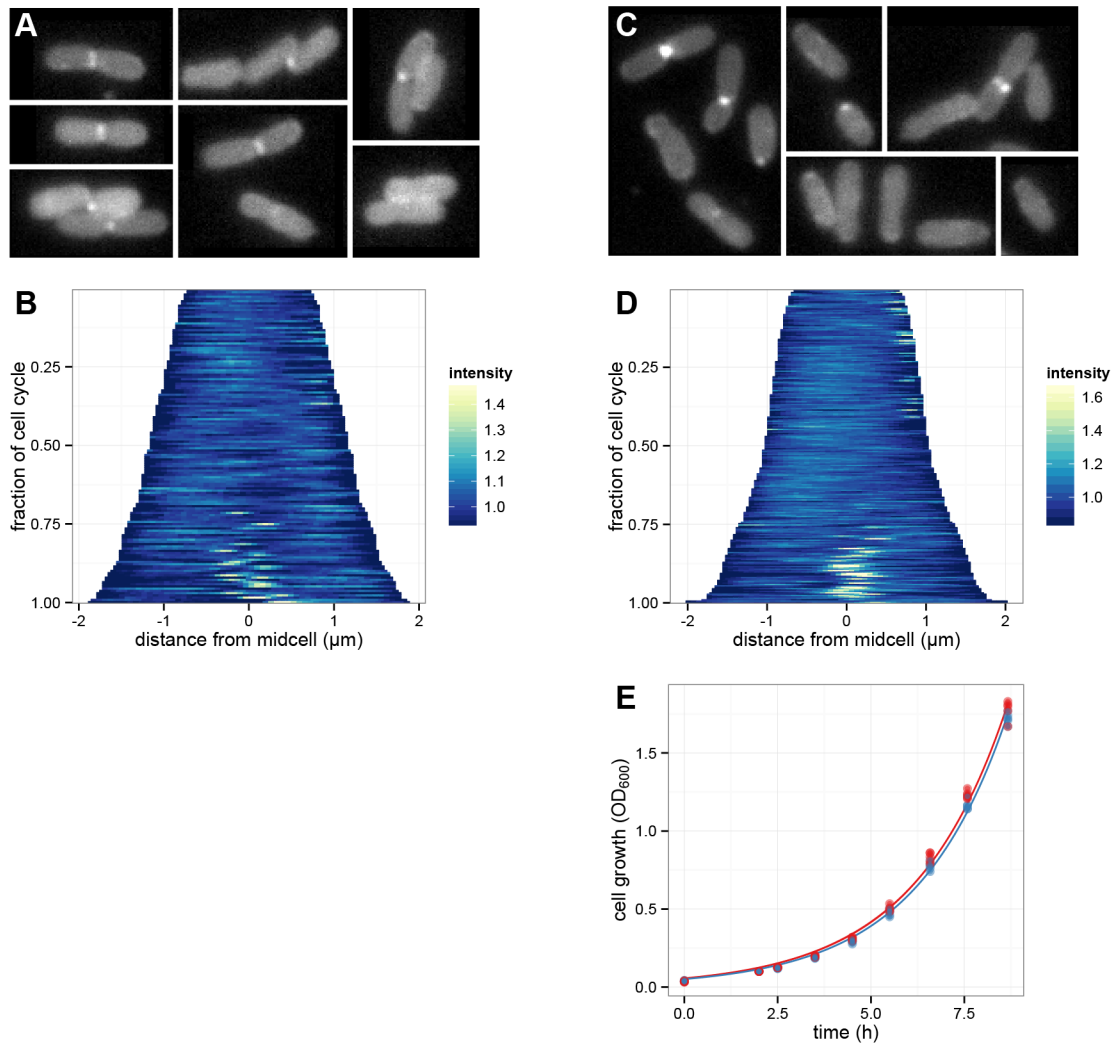 A
C
B
fraction of cell cycle
0.25
0.50
0.75
1.00
-2
-1
0
1
2
distance from midcell (µm)
intensity
1.4
1.2
1.0
D
fraction of cell cycle
0.25
0.50
0.75
1.00
-2
-1
0
1
2
distance from midcell (µm)
intensity
1.6
1.4
1.2
1.0
E
cell growth (OD600)
1.5
1.0
0.5
0.0
0.0
2.5
5.0
7.5
time (h)